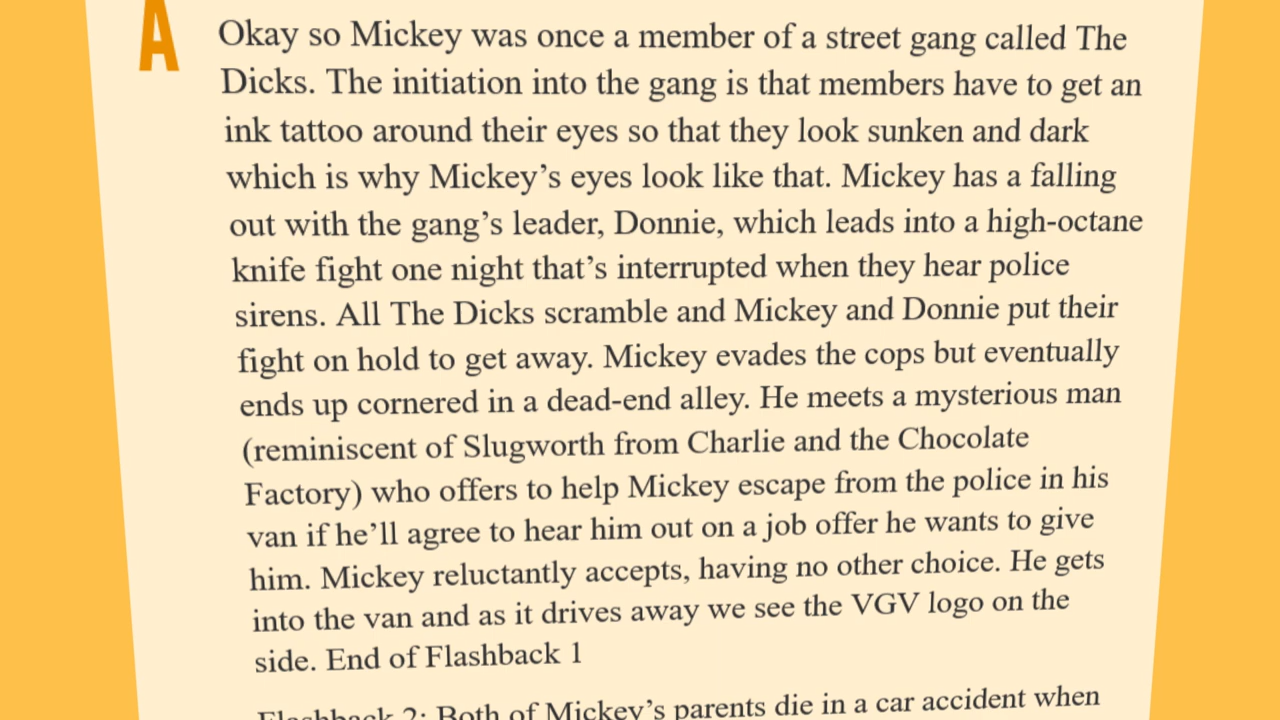 A
Okay so Mickey was once a member of a street gang called The
Dicks. The initiation into the gang is that members have to get an
ink tattoo around their eyes so that they look sunken and dark
which is why Mickey’s eyes look like that. Mickey has a falling
out with the gang’s leader, Donnie, which leads into a high-octane
knife fight one night that’s interrupted when they hear police
sirens. All The Dicks scramble and Mickey and Donnie put their
fight on hold to get away. Mickey evades the cops but eventually
ends up cornered in a dead-end alley. He meets a mysterious man
(reminiscent of Slugworth from Charlie and the Chocolate
Factory) who offers to help Mickey escape from the police in his
van if he’ll agree to hear him out on a job offer he wants to give
him. Mickey reluctantly accepts, having no other choice. He gets
into the van and as it drives away we see the VGV logo on the
side. End of Flashback 1
Flashback 2: Both of Mickey’s parents die in a car accident when